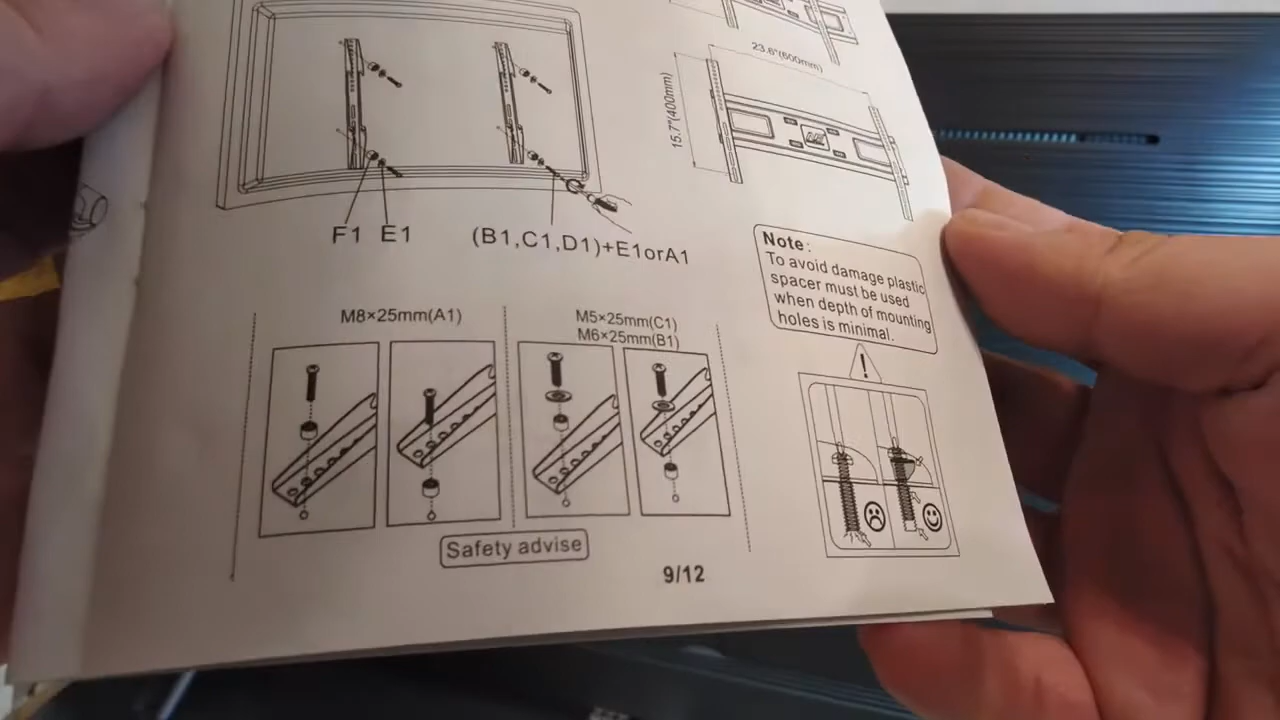 23.6"(600mm)
15.7"(400mm)
F1 E1
(B1,C1,D1)+E1orA1
Note:
To avoid damage plastic
spacer must be used
when depth of mounting
holes is minimal.
M8×25mm(A1)
M5×25mm(C1)
M6×25mm(B1)
!
Safety advise
9/12